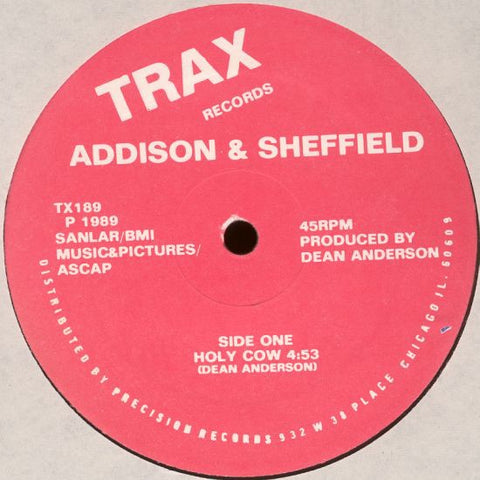 TRAX
RECORDS
ADDISON & SHEFFIELD
TX189
P 1989
SANLAR/BMI
MUSIC&PICTURES/
ASCAP
45RPM
PRODUCED BY
DEAN ANDERSON
SIDE ONE
HOLY COW 4:53
(DEAN ANDERSON)
DISTRIBUTED BY PRECISION RECORDS 932 W 38 PLACE CHICAGO IL. 60609